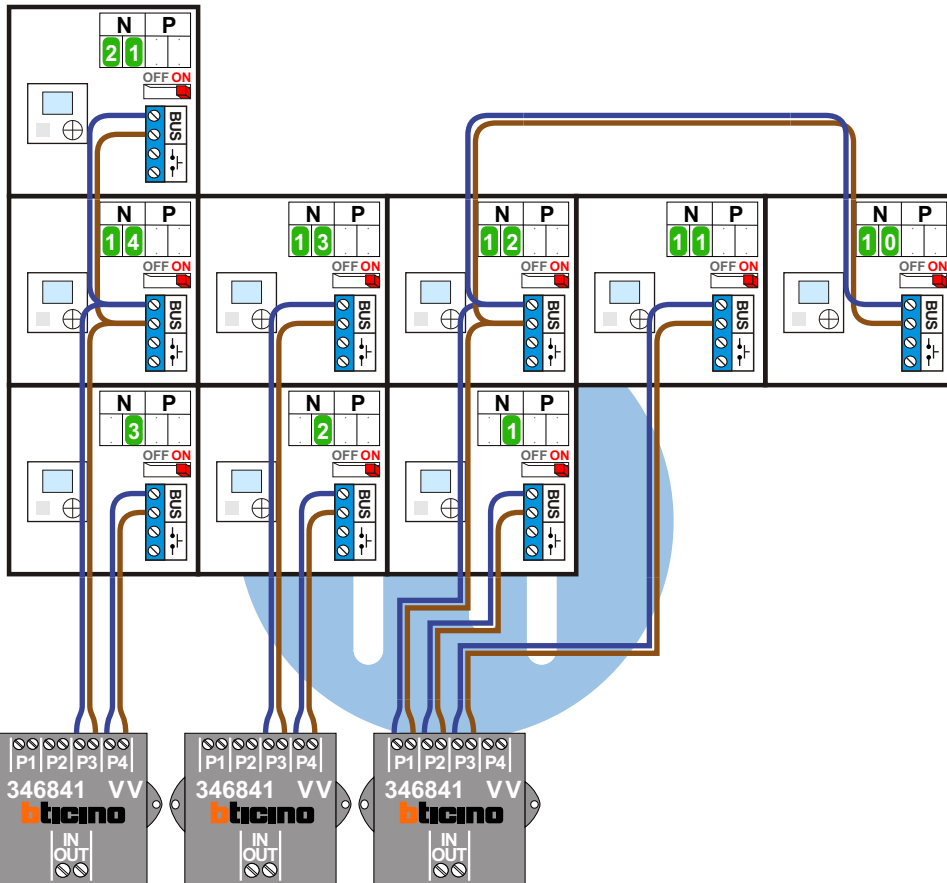 N P
2 1
OFF ON
BUS
N P
1 4
OFF ON
BUS
N P
1 3
OFF ON
BUS
N P
1 2
OFF ON
BUS
N P
1 1
OFF ON
BUS
N P
1 0
OFF ON
BUS
N P
3
OFF ON
BUS
N P
2
OFF ON
BUS
N P
1
OFF ON
BUS
P1 P2 P3 P4
346841 V V
bticino
IN
OUT
P1 P2 P3 P4
346841 V V
bticino
IN
OUT
P1 P2 P3 P4
346841 V V
bticino
IN
OUT